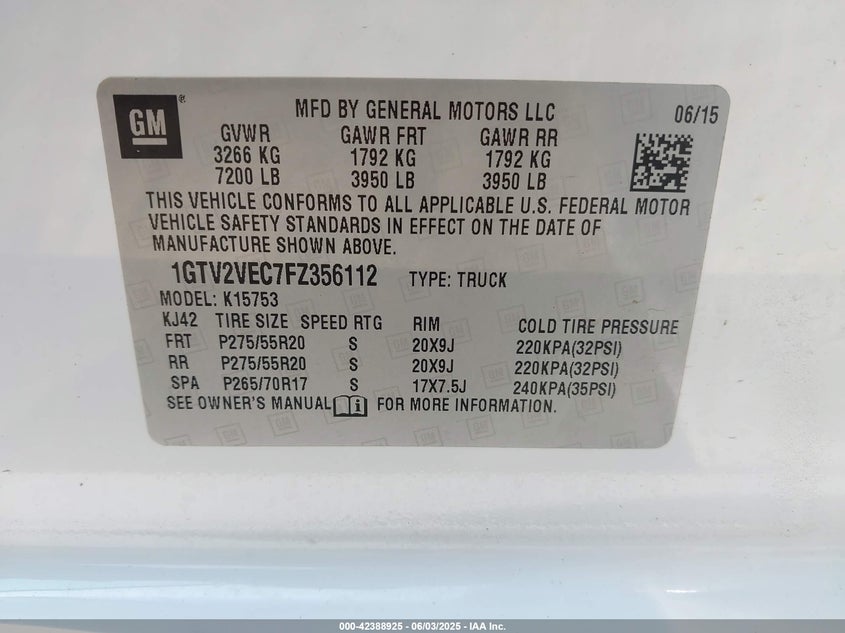 GM ®
MFD BY GENERAL MOTORS LLC 06/15
GVWR GAWR FRT GAWR RR
3266 KG 1792 KG 1792 KG
7200 LB 3950 LB 3950 LB
THIS VEHICLE CONFORMS TO ALL APPLICABLE U.S. FEDERAL MOTOR
VEHICLE SAFETY STANDARDS IN EFFECT ON THE DATE OF
MANUFACTURE SHOWN ABOVE.
1GTV2VEC7FZ356112 TYPE: TRUCK
MODEL: K15753
KJ42 TIRE SIZE SPEED RTG RIM COLD TIRE PRESSURE
FRT P275/55R20 S 20X9J 220KPA(32PSI)
RR P275/55R20 S 20X9J 220KPA(32PSI)
SPA P265/70R17 S 17X7.5J 240KPA(35PSI)
SEE OWNER'S MANUAL i FOR MORE INFORMATION.
000-42388925 - 06/03/2025 - IAA Inc.